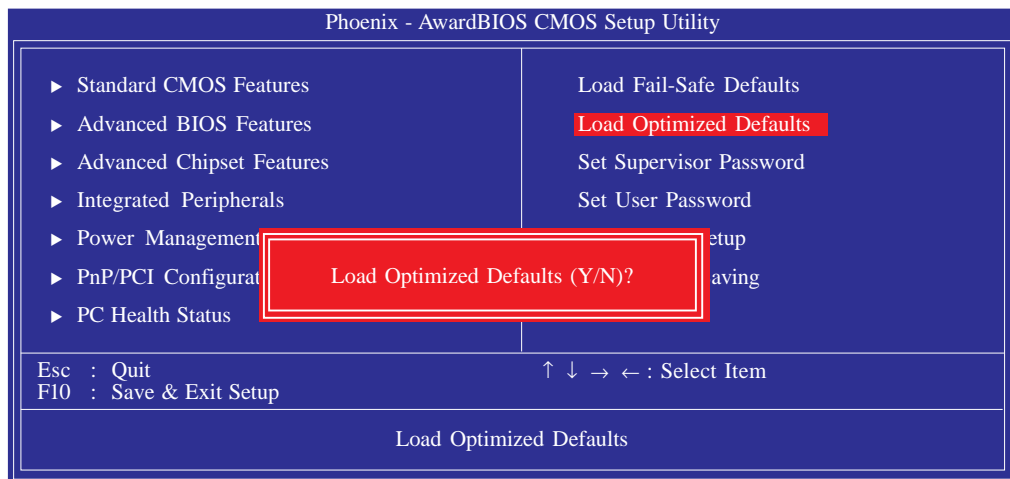 Phoenix - AwardBIOS CMOS Setup Utility
► Standard CMOS Features
► Advanced BIOS Features
► Advanced Chipset Features
► Integrated Peripherals
► Power Management
► PnP/PCI Configurat
► PC Health Status
Load Fail-Safe Defaults
Load Optimized Defaults
Set Supervisor Password
Set User Password
etup
aving
Load Optimized Defaults (Y/N)?
Esc : Quit
F10 : Save & Exit Setup
↑ ↓ → ← : Select Item
Load Optimized Defaults